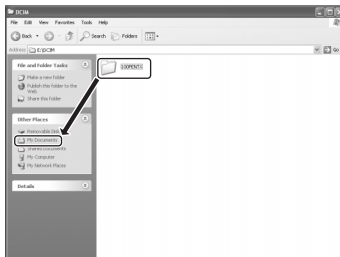 DCIM
File Edit View Favorites Tools Help
Back Search Folders
Address E:\DCIM Go
File and Folder Tasks
Make a new folder
Publish this folder to the
Web
Share this folder
100PENTX
Other Places
Removable Disk
My Documents
Shared Documents
My Computer
My Network Places
Details